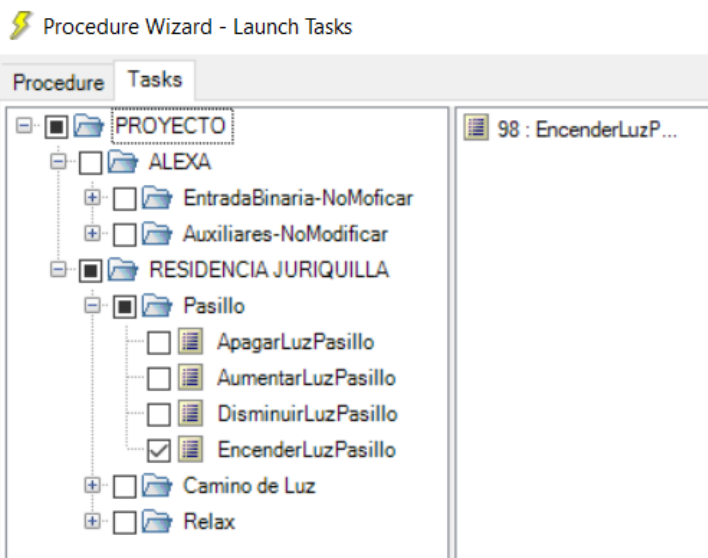 Procedure Wizard - Launch Tasks
Procedure Tasks
PROYECTO
ALEXA
EntradaBinaria-NoMoficar
Auxiliares-NoModificar
RESIDENCIA JURIQUILLA
Pasillo
ApagarLuzPasillo
AumentarLuzPasillo
DisminuirLuzPasillo
EncenderLuzPasillo
Camino de Luz
Relax
98 : EncenderLuzP...